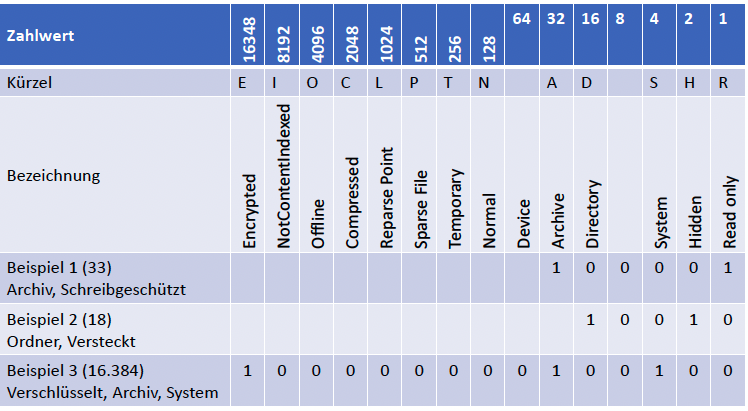 Zahlwert 16348 8192 4096 2048 1024 512 256 128 64 32 16 8 4 2 1
Kürzel E I O C L P T N A D S H R
Bezeichnung Encrypted NotContentIndexed Offline Compressed Reparse Point Sparse File Temporary Normal Device Archive Directory System Hidden Read only
Beispiel 1 (33) 1 0 0 0 0 1
Archiv, Schreibgeschützt
Beispiel 2 (18) 1 0 0 1 0
Ordner, Versteckt
Beispiel 3 (16.384) 1 0 0 0 0 0 0 0 0 1 0 0 1 0 0
Verschlüsselt, Archiv, System